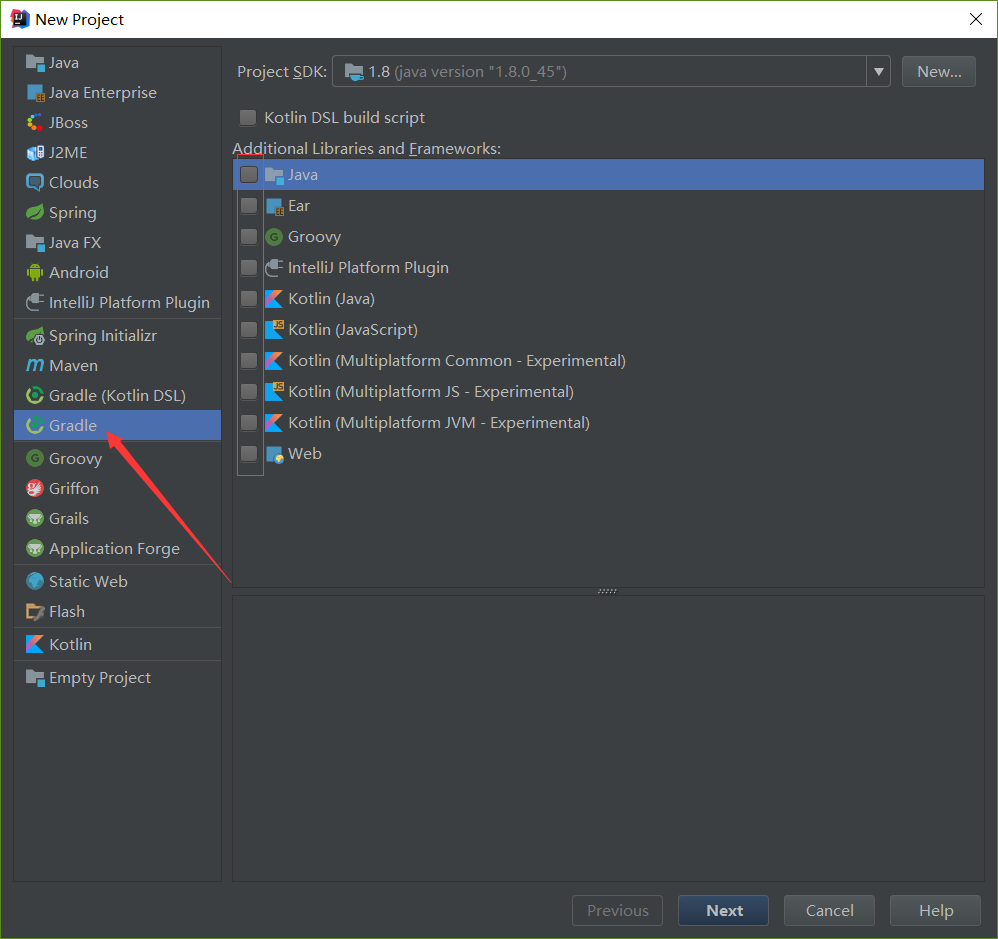 New Project
Java
Java Enterprise
JBoss
J2ME
Clouds
Spring
Java FX
Android
IntelliJ Platform Plugin
Spring Initializr
Maven
Gradle (Kotlin DSL)
Gradle
Groovy
Griffon
Grails
Application Forge
Static Web
Flash
Kotlin
Empty Project
Project SDK: 1.8 (java version "1.8.0_45") New...
Kotlin DSL build script
Additional Libraries and Frameworks:
Java
Ear
Groovy
IntelliJ Platform Plugin
Kotlin (Java)
Kotlin (JavaScript)
Kotlin (Multiplatform Common - Experimental)
Kotlin (Multiplatform JS - Experimental)
Kotlin (Multiplatform JVM - Experimental)
Web
Previous Next Cancel Help